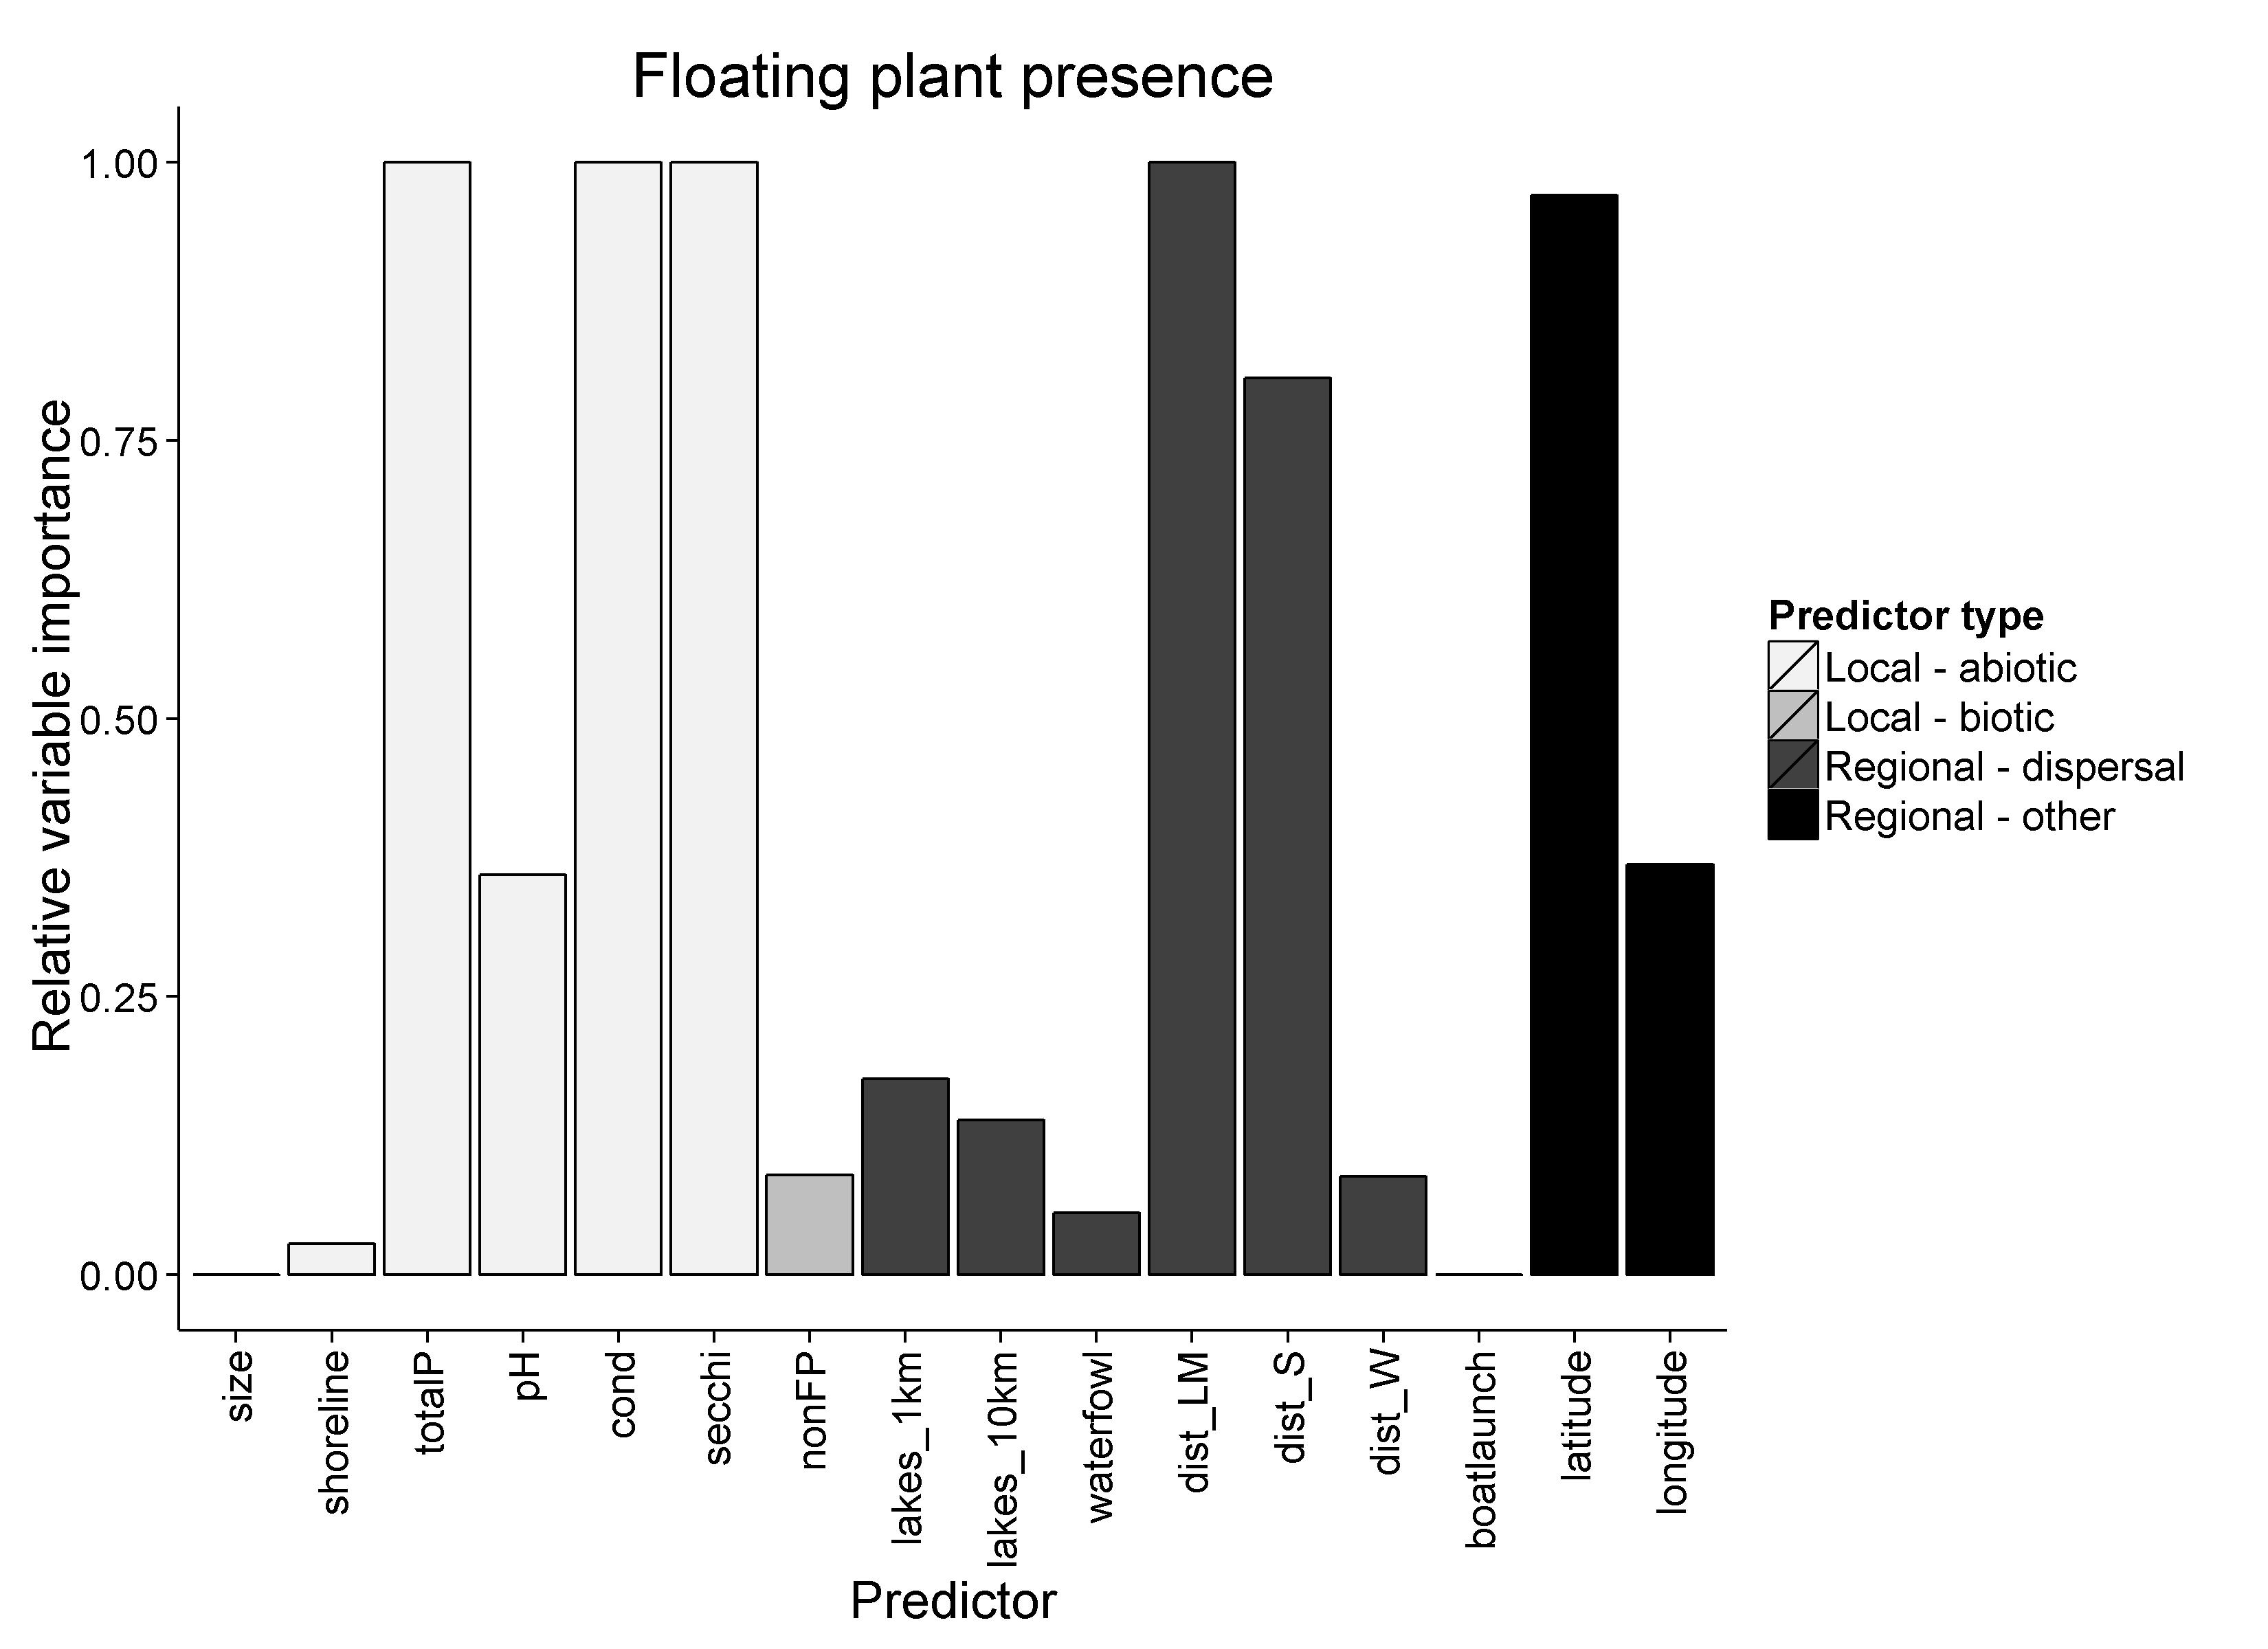 Floating plant presence
Relative variable importance
1.00
0.75
0.50
0.25
0.00
size
shoreline
totalP
pH
cond
secchi
nonFP
lakes_1km
lakes_10km
waterfowl
dist_LM
dist_S
dist_W
boatlaunch
latitude
longitude
Predictor
Predictor type
Local - abiotic
Local - biotic
Regional - dispersal
Regional - other